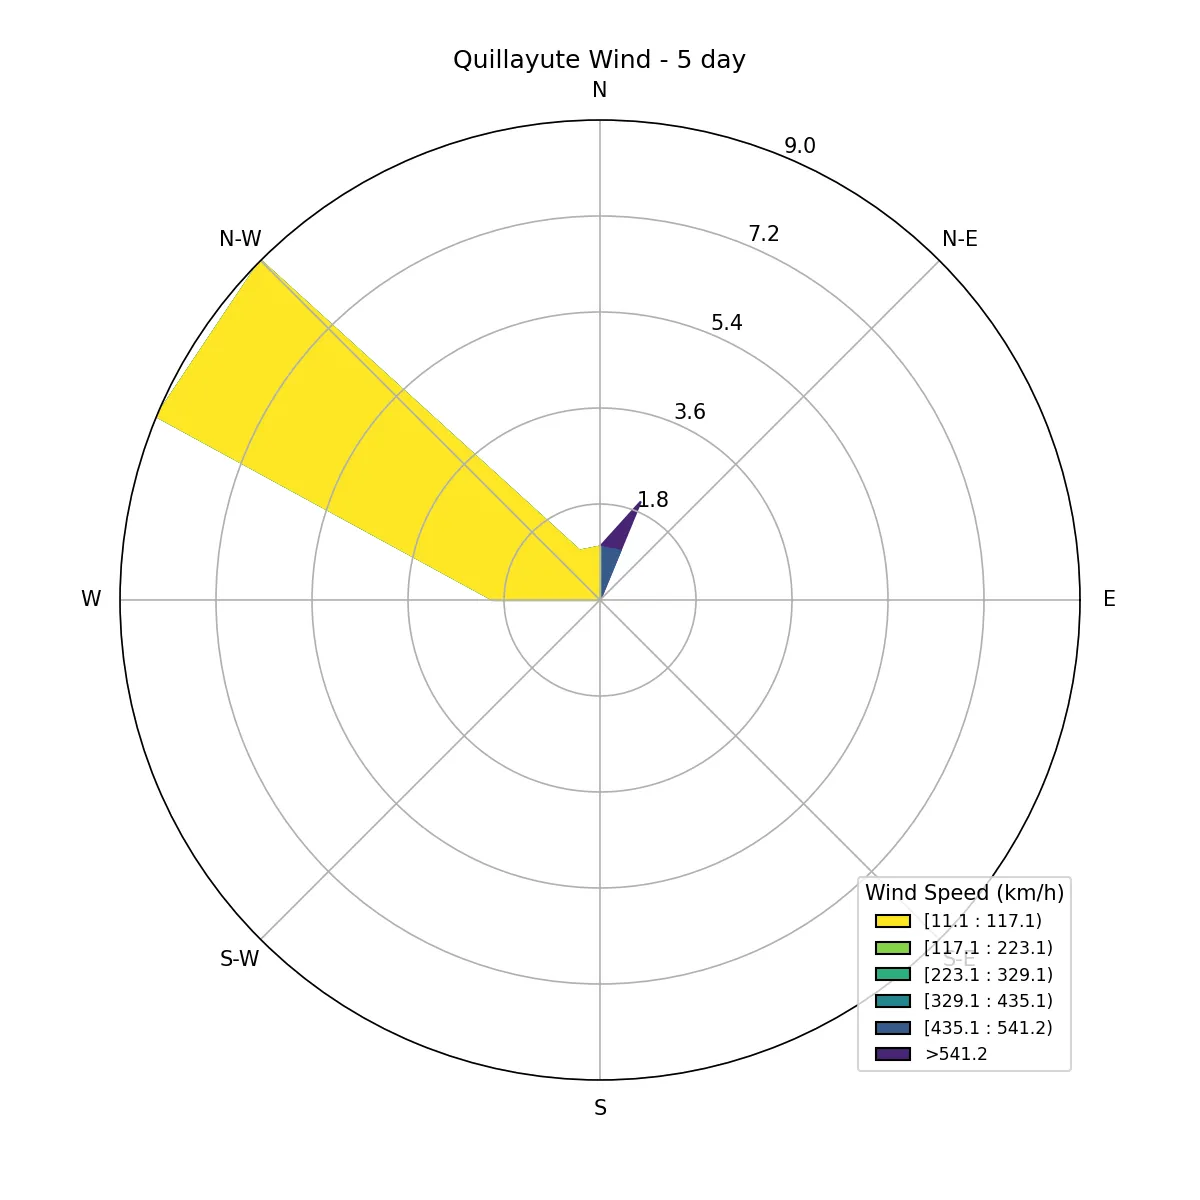 Quillayute Wind - 5 day
N
9.0
7.2
N-W
N-E
5.4
3.6
1.8
W
E
Wind Speed (km/h)
[11.1 : 117.1)
[117.1 : 223.1)
S-W
S-E
[223.1 : 329.1)
[329.1 : 435.1)
[435.1 : 541.2)
>541.2
S